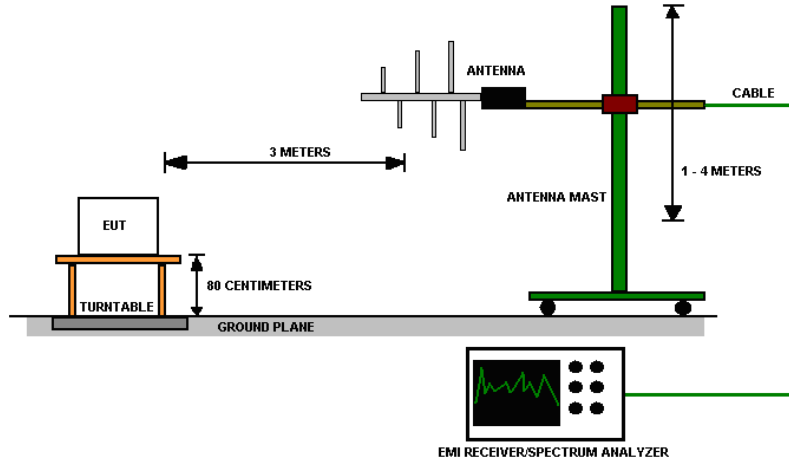 ANTENNA
CABLE
3 METERS
1 - 4 METERS
ANTENNA MAST
EUT
80 CENTIMETERS
TURNTABLE
GROUND PLANE
EMI RECEIVER/SPECTRUM ANALYZER